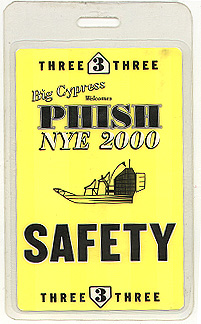 THREE 3 THREE
Big Cypress
Welcomes
PHISH
NYE 2000
SAFETY
THREE 3 THREE